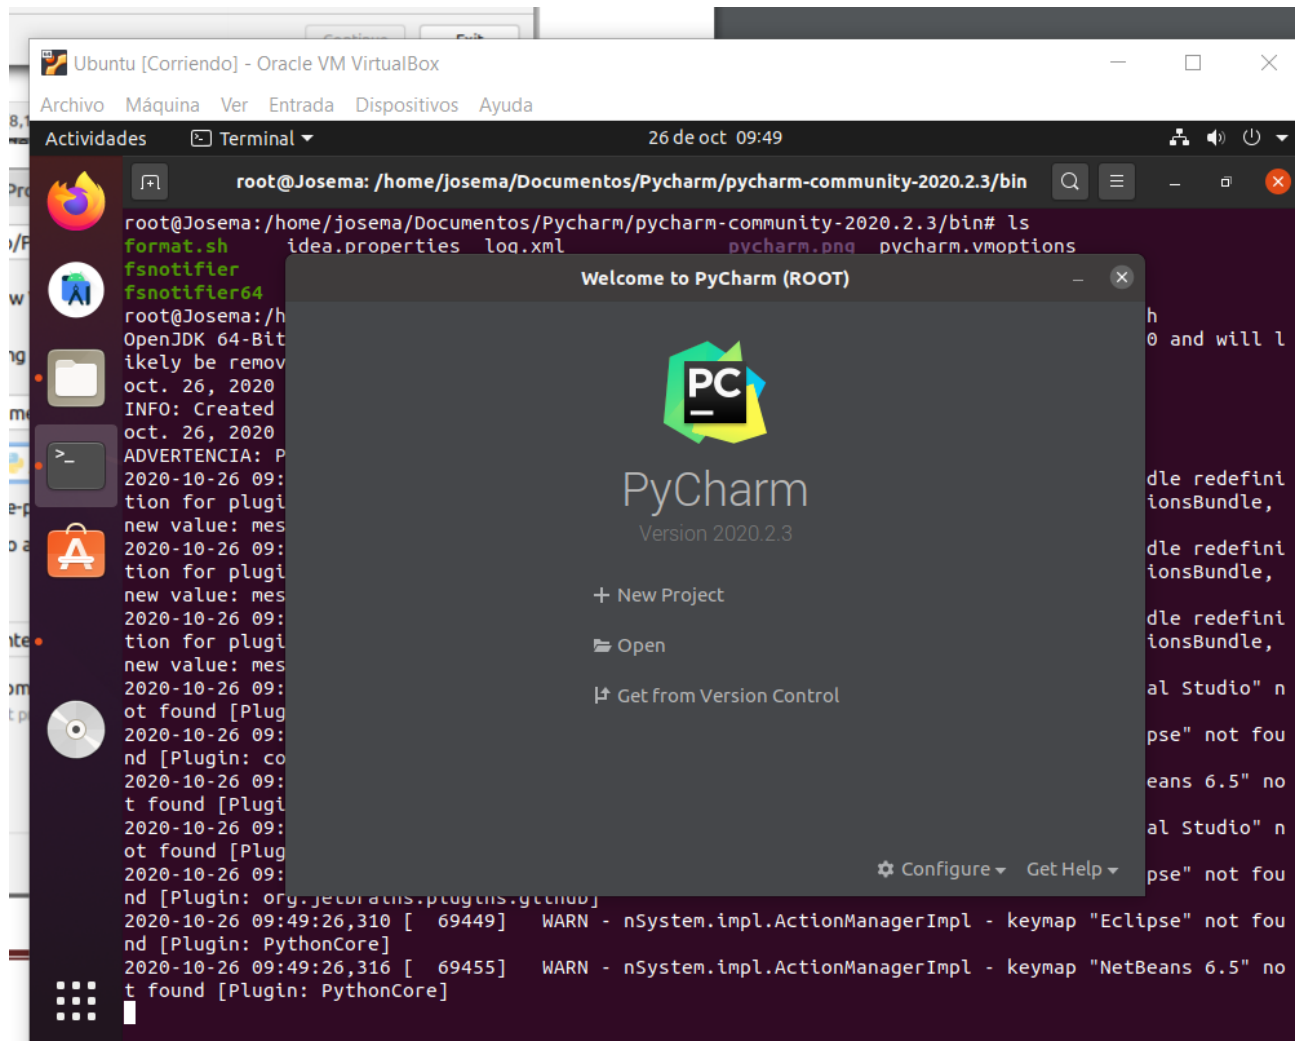 Ubuntu [Corriendo] - Oracle VM VirtualBox
Archivo Máquina Ver Entrada Dispositivos Ayuda
Actividades Terminal 26 de oct 09:49
root@Josema: /home/josema/Documentos/Pycharm/pycharm-community-2020.2.3/bin
root@Josema:/home/josema/Documentos/Pycharm/pycharm-community-2020.2.3/bin# ls
format.sh idea.properties log.xml pycharm.png pycharm.vmoptions
fsnotifier
fsnotifier64
root@Josema:/h
OpenJDK 64-Bit 0 and will l
ikely be remov
oct. 26, 2020
INFO: Created
oct. 26, 2020
ADVERTENCIA: P
2020-10-26 09: dle redefini
tion for plugi ionsBundle,
new value: mes
2020-10-26 09: dle redefini
tion for plugi ionsBundle,
new value: mes
2020-10-26 09: dle redefini
tion for plugi ionsBundle,
new value: mes
2020-10-26 09: al Studio" n
ot found [Plug
2020-10-26 09: pse" not fou
nd [Plugin: co
2020-10-26 09: eans 6.5" no
t found [Plugi
2020-10-26 09: al Studio" n
ot found [Plug
2020-10-26 09: pse" not fou
nd [Plugin: org.jetbrains.plugins.github]
2020-10-26 09:49:26,310 [ 69449] WARN - nSystem.impl.ActionManagerImpl - keymap "Eclipse" not fou
nd [Plugin: PythonCore]
2020-10-26 09:49:26,316 [ 69455] WARN - nSystem.impl.ActionManagerImpl - keymap "NetBeans 6.5" no
t found [Plugin: PythonCore]
Welcome to PyCharm (ROOT)
PC
PyCharm
Version 2020.2.3
New Project
Open
Get from Version Control
Configure Get Help